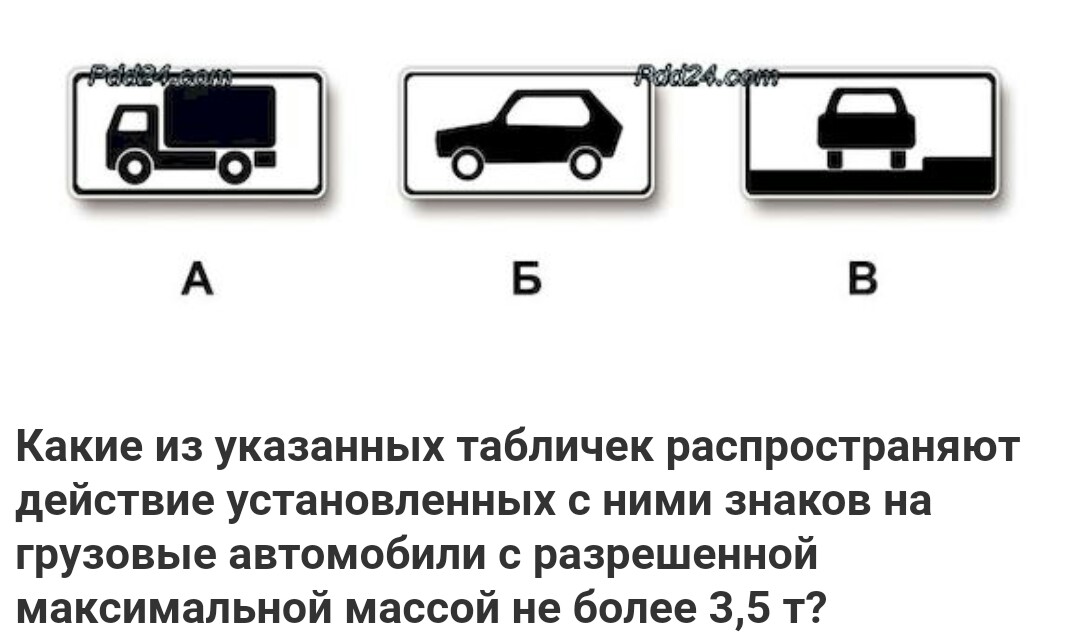 Pdd24.com Pdd24.com
А Б В
Какие из указанных табличек распространяют
действие установленных с ними знаков на
грузовые автомобили с разрешенной
максимальной массой не более 3,5 т?